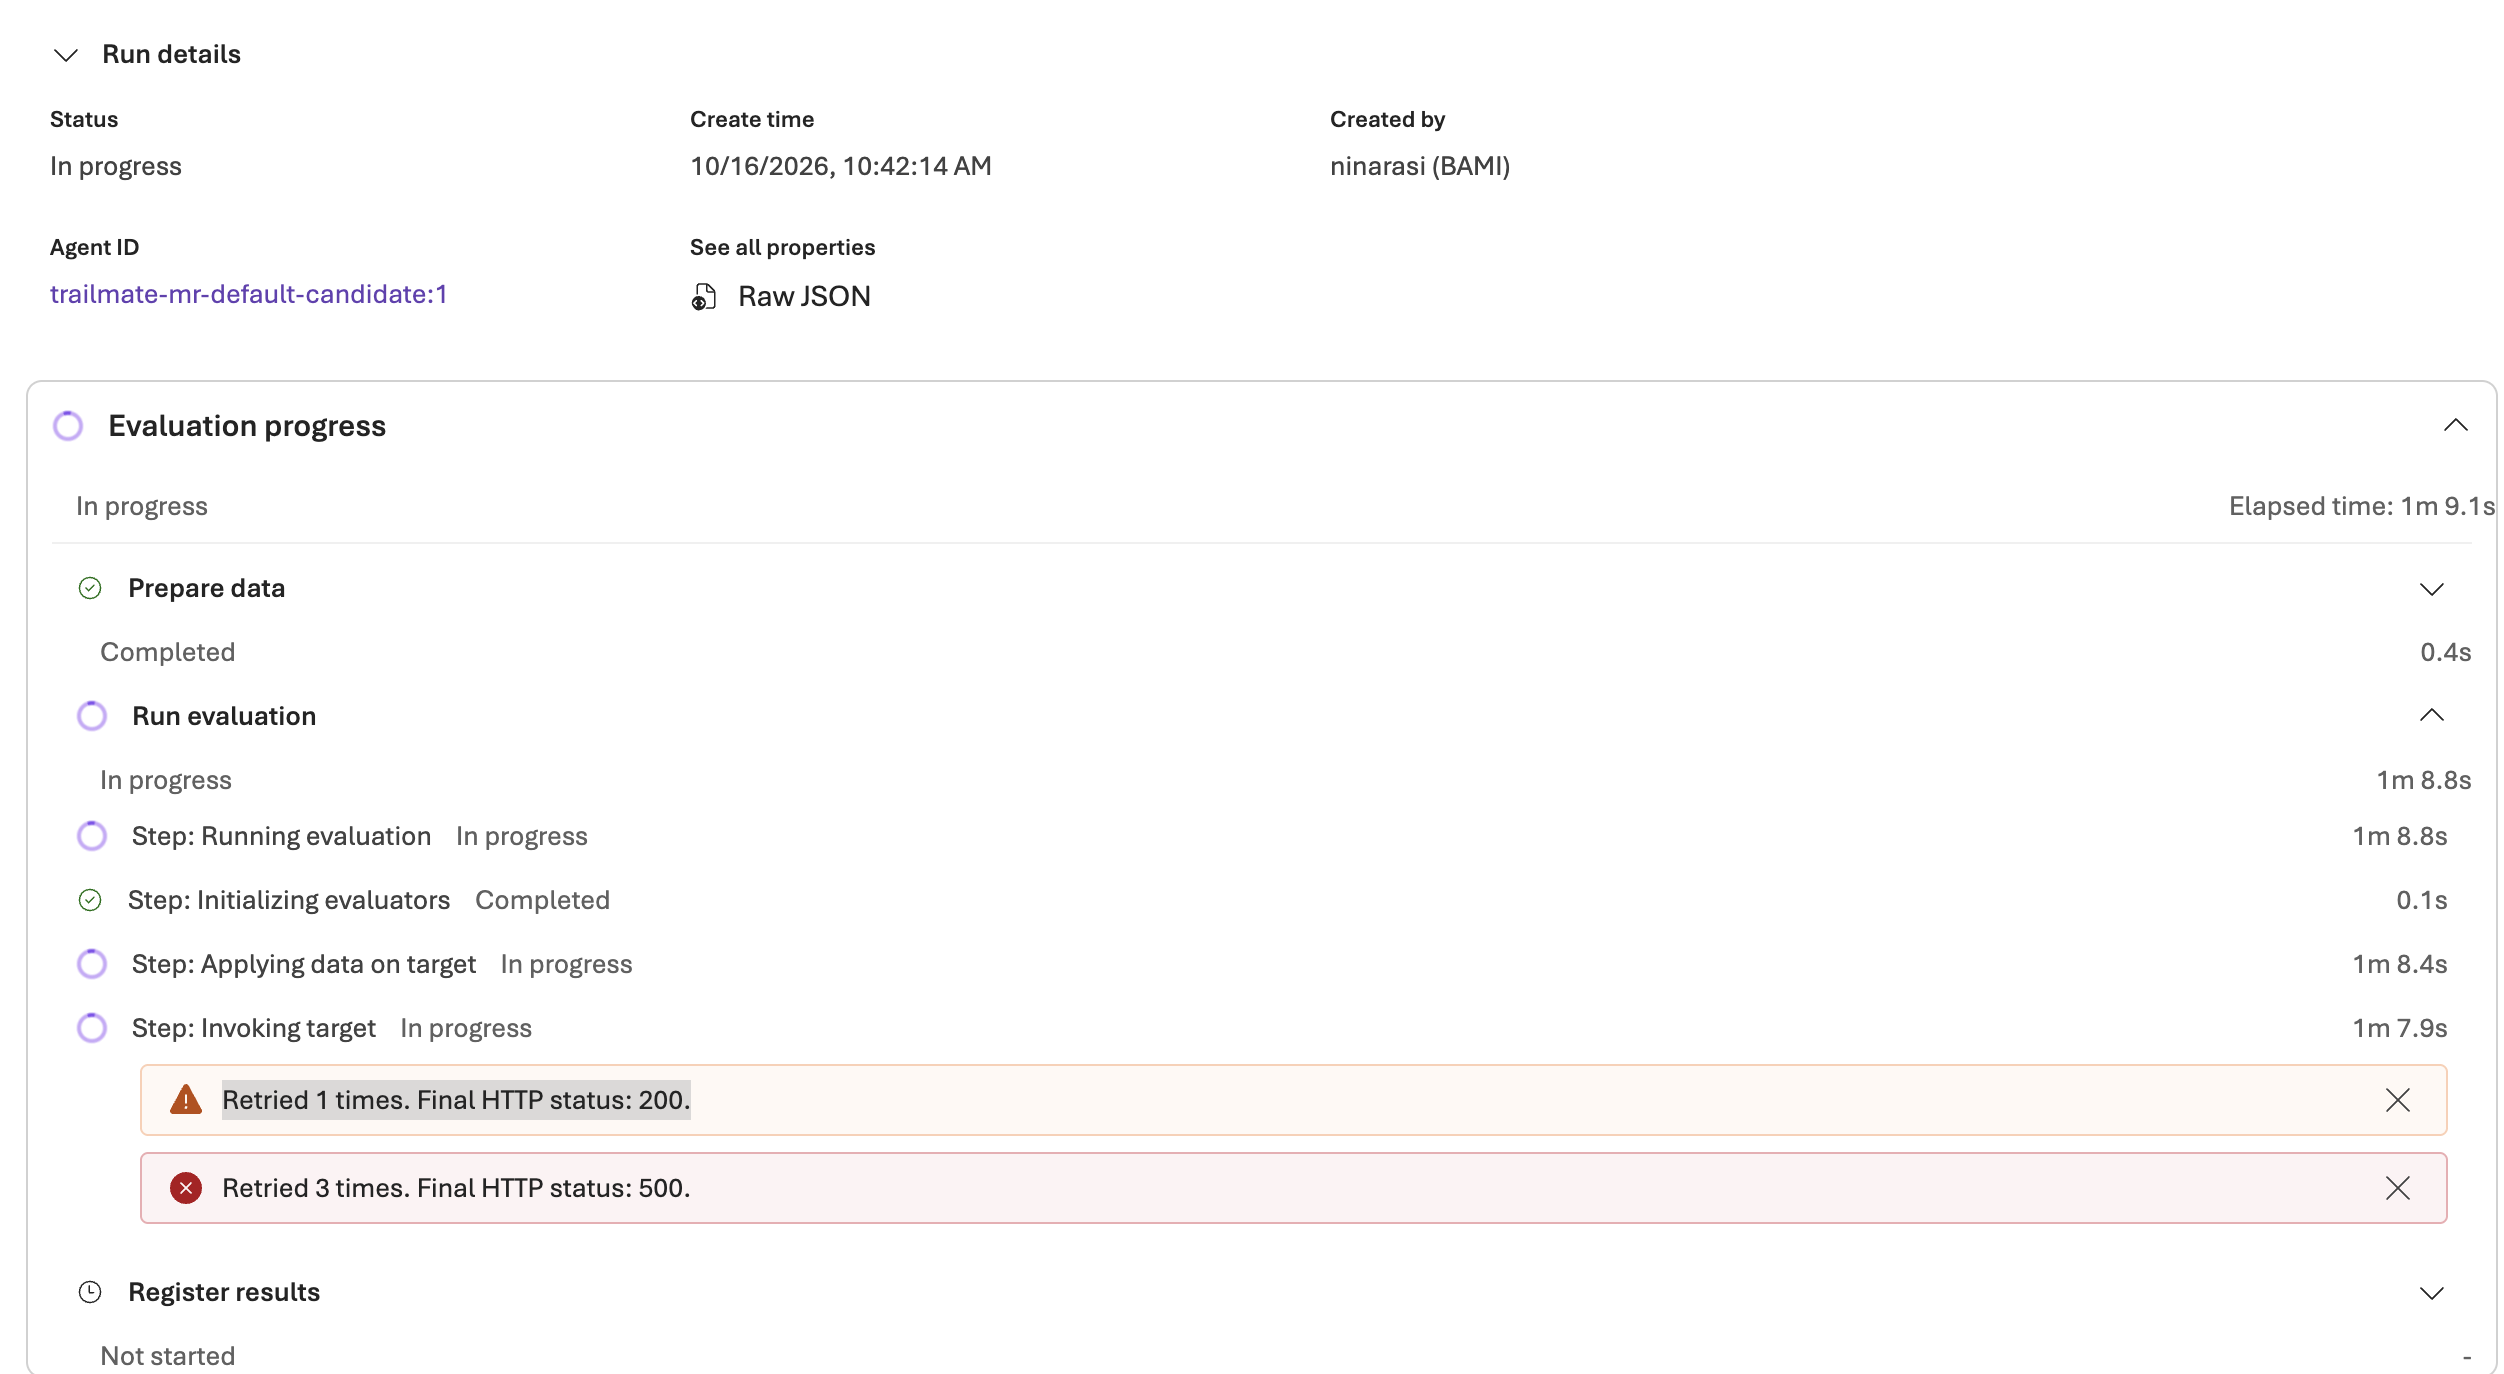 Run details
Status
Create time
Created by
In progress
10/16/2026, 10:42:14 AM
ninarasi (BAMI)
Agent ID
See all properties
trailmate-mr-default-candidate:1
Raw JSON
Evaluation progress
In progress
Elapsed time: 1m 9.1s
Prepare data
Completed
0.4s
Run evaluation
In progress
1m 8.8s
Step: Running evaluation In progress
1m 8.8s
Step: Initializing evaluators Completed
0.1s
Step: Applying data on target In progress
1m 8.4s
Step: Invoking target In progress
1m 7.9s
Retried 1 times. Final HTTP status: 200.
Retried 3 times. Final HTTP status: 500.
Register results
Not started
-